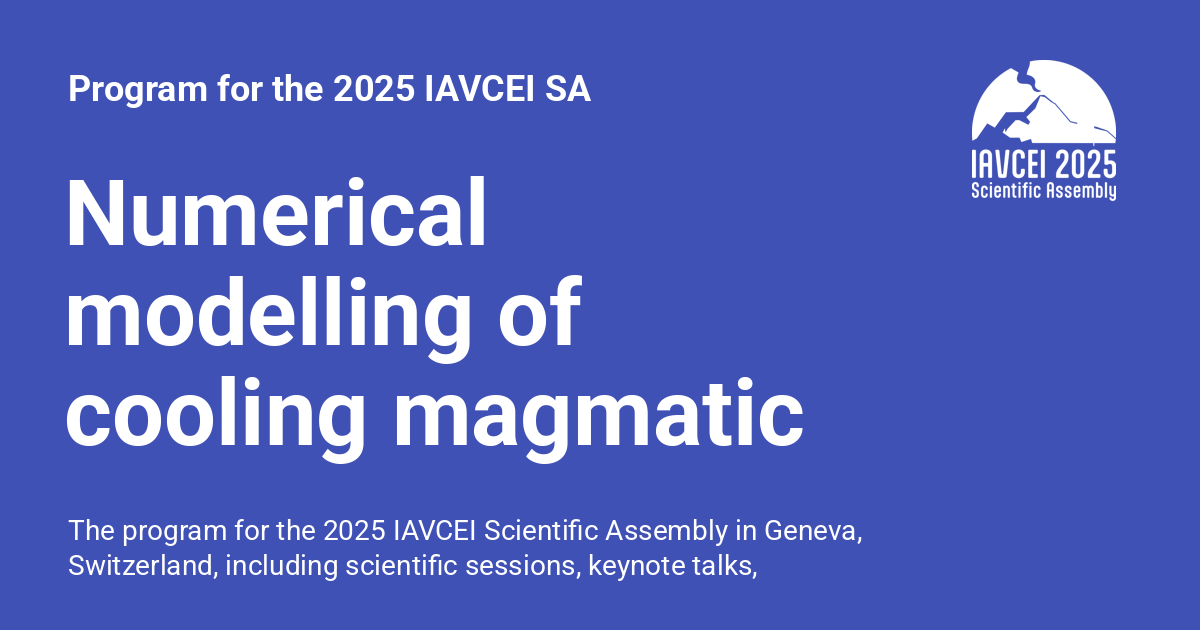 Program for the 2025 IAVCEI SA
IAVCEI 2025
Scientific Assembly
Numerical
modelling of
cooling magmatic
The program for the 2025 IAVCEI Scientific Assembly in Geneva,
Switzerland, including scientific sessions, keynote talks,